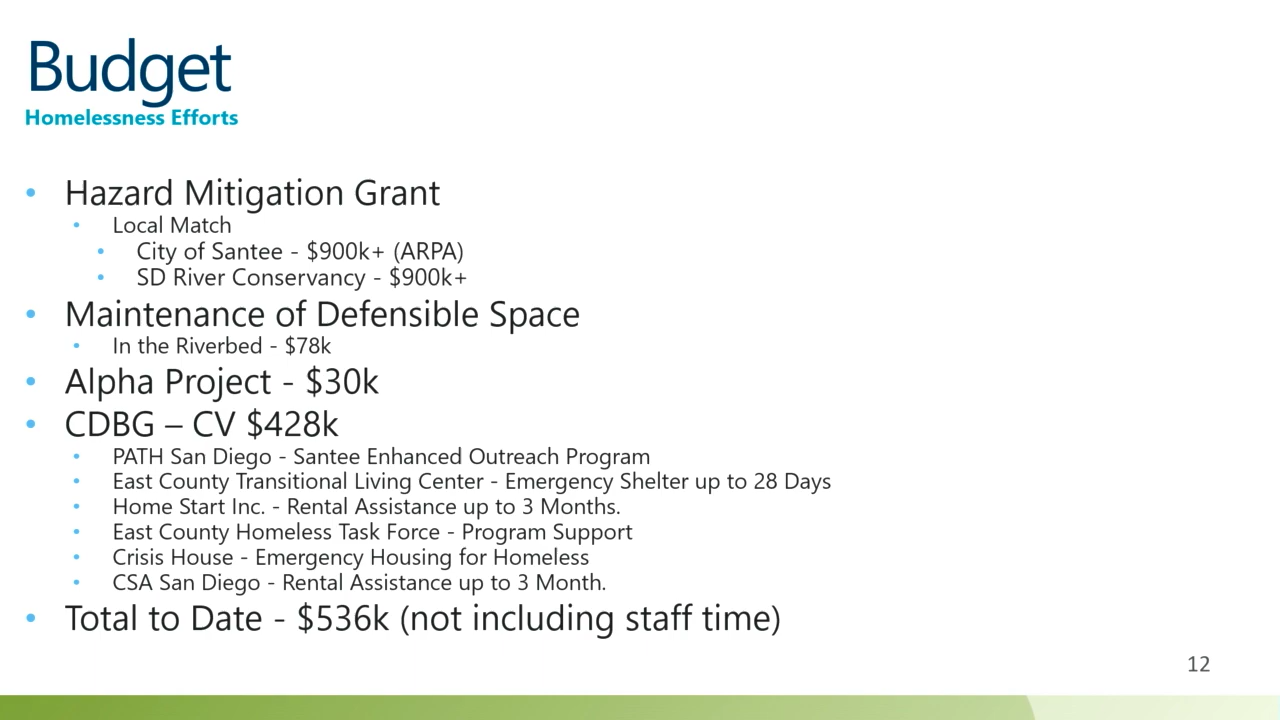 Budget
Homelessness Efforts
• Hazard Mitigation Grant
• Local Match
• City of Santee - $900k+ (ARPA)
• SD River Conservancy - $900k+
• Maintenance of Defensible Space
• In the Riverbed - $78k
• Alpha Project - $30k
• CDBG – CV $428k
• PATH San Diego - Santee Enhanced Outreach Program
• East County Transitional Living Center - Emergency Shelter up to 28 Days
• Home Start Inc. - Rental Assistance up to 3 Months.
• East County Homeless Task Force - Program Support
• Crisis House - Emergency Housing for Homeless
• CSA San Diego - Rental Assistance up to 3 Month.
• Total to Date - $536k (not including staff time)
12